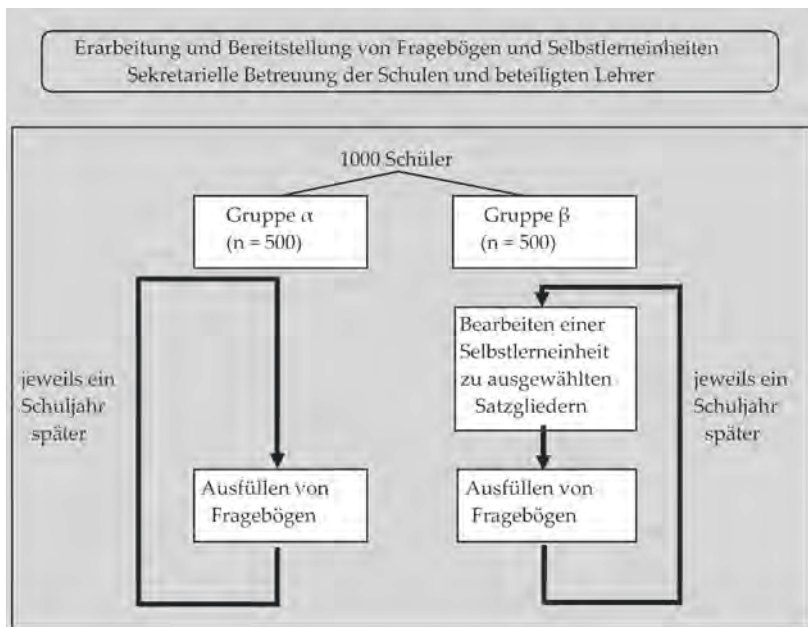 Erarbeitung und Bereitstellung von Fragebögen und Selbstlerneinheiten
Sekretarielle Betreuung der Schulen und beteiligten Lehrer
1000 Schüler
Gruppe α
(n = 500)
Gruppe β
(n = 500)
jeweils ein
Schuljahr
später
Bearbeiten einer
Selbstlerneinheit
zu ausgewählten
Satzgliedern
jeweils ein
Schuljahr
später
Ausfüllen von
Fragebögen
Ausfüllen von
Fragebögen